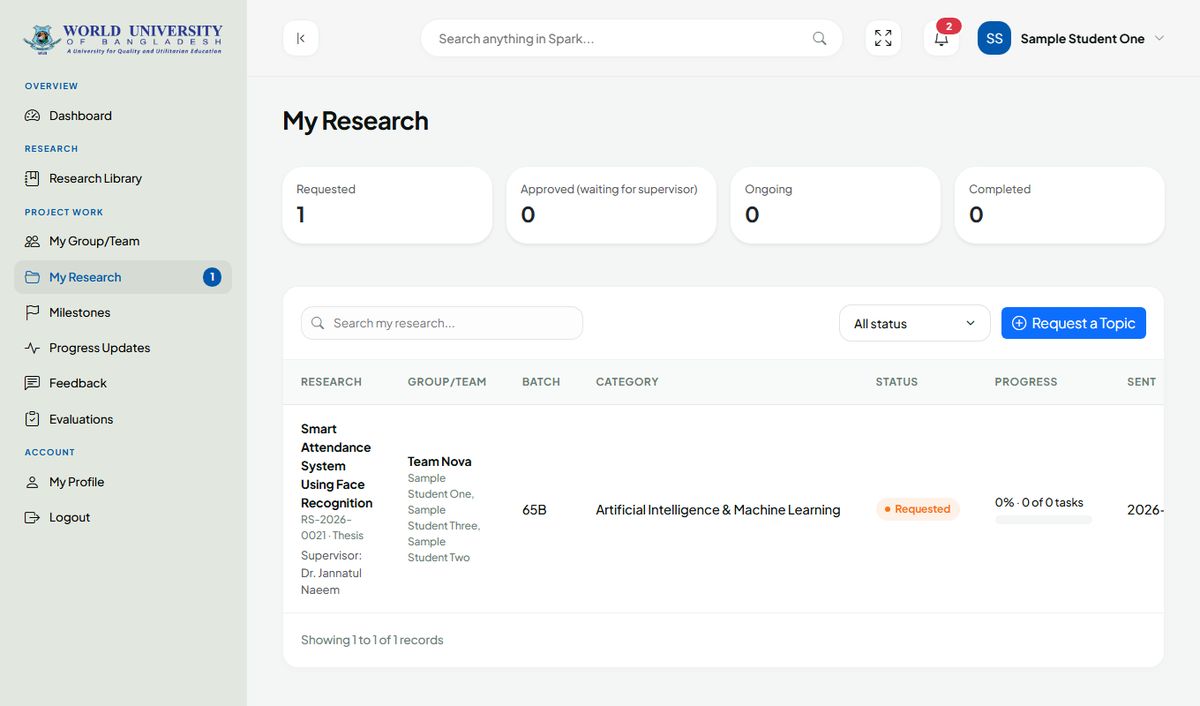 WORLD UNIVERSITY
OF BANGLADESH
A University for Quality and Utilitarian Education
Search anything in Spark...
2
SS
Sample Student One
OVERVIEW
Dashboard
RESEARCH
Research Library
PROJECT WORK
My Group/Team
My Research
1
Milestones
Progress Updates
Feedback
Evaluations
ACCOUNT
My Profile
Logout
My Research
Requested
1
Approved (waiting for supervisor)
0
Ongoing
0
Completed
0
Search my research...
All status
Request a Topic
RESEARCH GROUP/TEAM BATCH CATEGORY STATUS PROGRESS SENT
Smart
Attendance
System
Using Face
Recognition
RS-2026-
0021 · Thesis
Supervisor:
Dr. Jannatul
Naeem
Team Nova
Sample
Student One,
Sample
Student Three,
Sample
Student Two
65B
Artificial Intelligence & Machine Learning
Requested
0% · 0 of 0 tasks
2026-
Showing 1 to 1 of 1 records